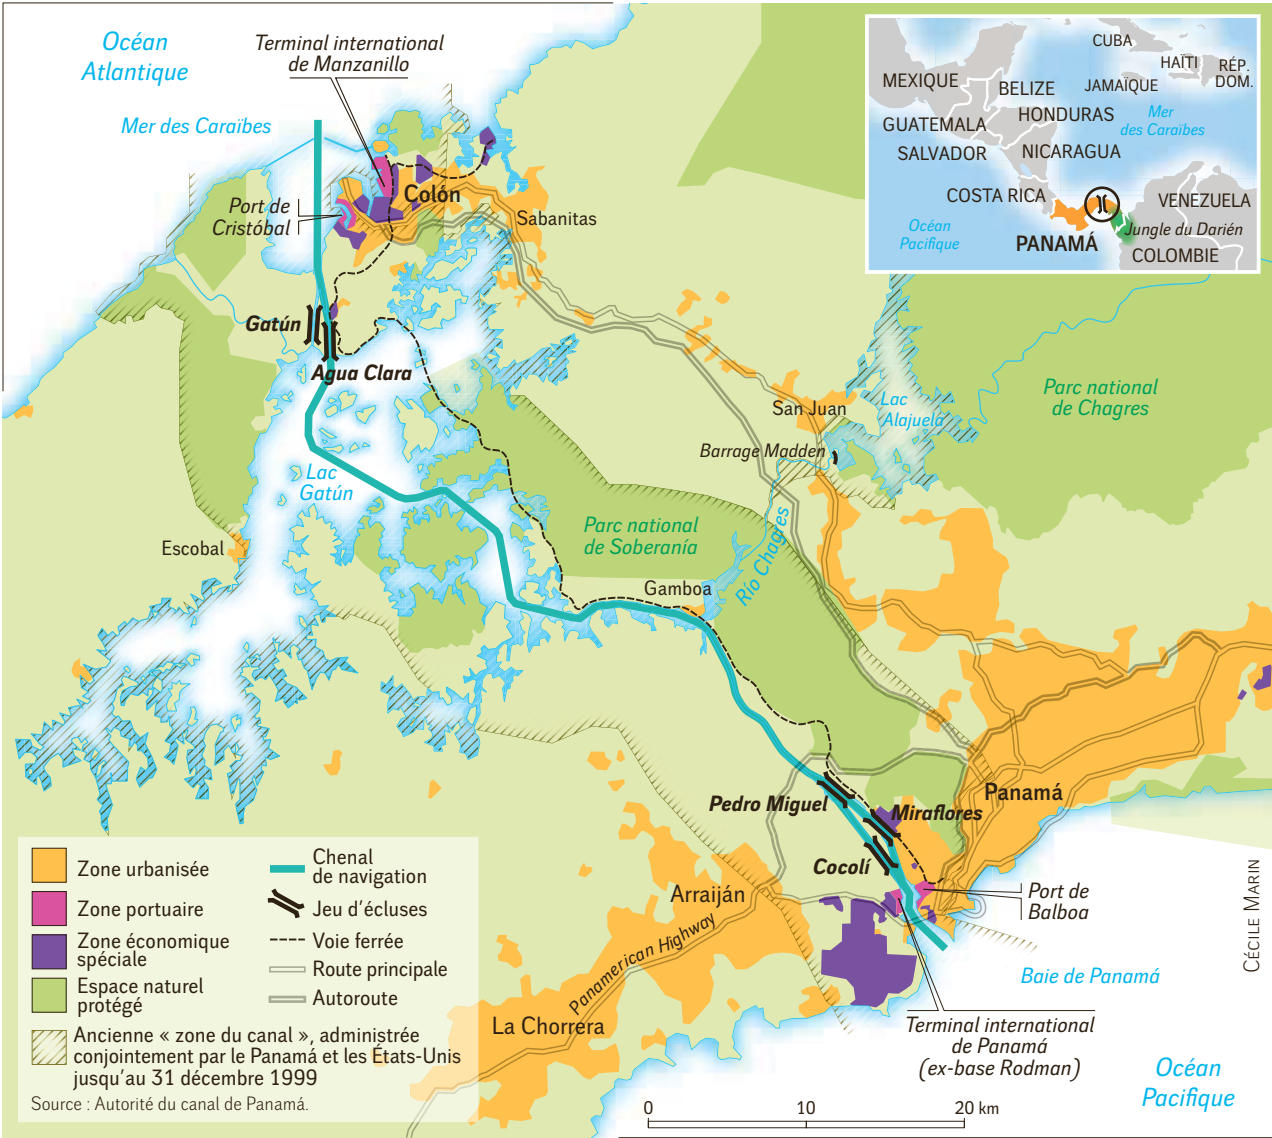 Océan
Atlantique
Terminal international
de Manzanillo
Mer des Caraïbes
Port de
Cristóbal
Colón
Sabanitas
Gatún
Agua Clara
Lac
Gatún
Escobal
San Juan
Lac
Alajuela
Barrage Madden
Parc national
de Chagres
Parc national
de Soberanía
Río Chagres
Gamboa
Pedro Miguel
Miraflores
Cocolí
Panamá
Arraiján
Panamerican Highway
La Chorrera
Port de
Balboa
Baie de Panamá
Terminal international
de Panamá
(ex-base Rodman)
Océan
Pacifique
CÉCILE MARIN
MEXIQUE
CUBA
HAÏTI
RÉP.
DOM.
BELIZE
JAMAÏQUE
GUATEMALA
HONDURAS
Mer
des Caraïbes
SALVADOR
NICARAGUA
COSTA RICA
VENEZUELA
Océan
Pacifique
PANAMÁ
Jungle du Darién
COLOMBIE
Zone urbanisée
Zone portuaire
Zone économique
spéciale
Espace naturel
protégé
Chenal
de navigation
Jeu d'écluses
Voie ferrée
Route principale
Autoroute
Ancienne « zone du canal », administrée
conjointement par le Panamá et les États-Unis
jusqu'au 31 décembre 1999
Source : Autorité du canal de Panamá.
0 10 20 km